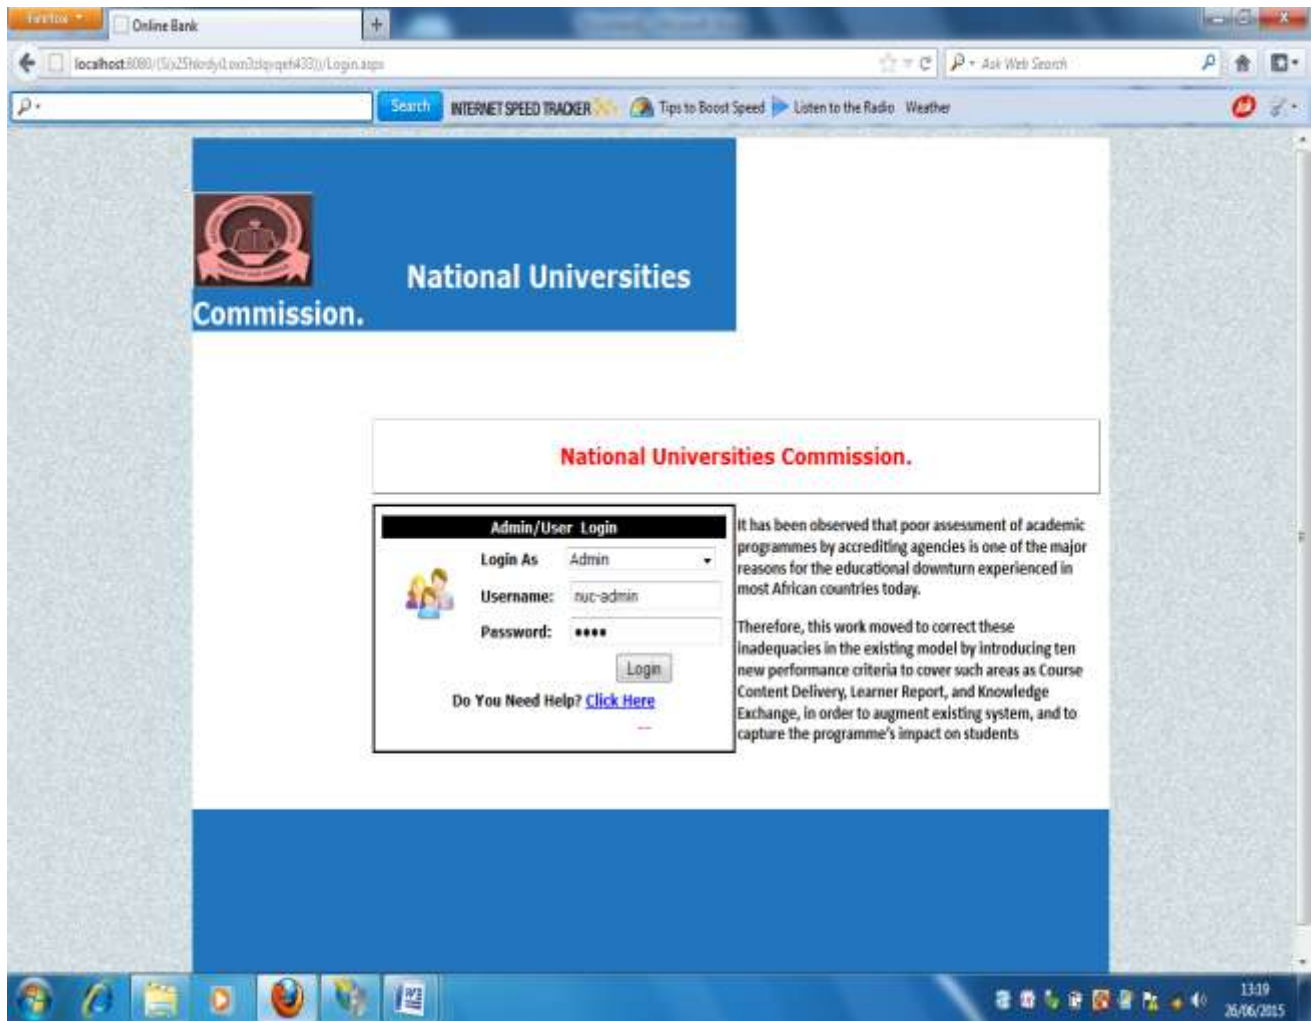 Firefox
Online Bank
Ask Web Search
Search INTERNET SPEED TRACKER Tips to Boost Speed Listen to the Radio Weather
National Universities
Commission.
National Universities Commission.
Admin/User Login
Login As Admin
Username: nuc-admin
Password: ••••
Login
Do You Need Help? Click Here
It has been observed that poor assessment of academic
programmes by accrediting agencies is one of the major
reasons for the educational downturn experienced in
most African countries today.
Therefore, this work moved to correct these
inadequacies in the existing model by introducing ten
new performance criteria to cover such areas as Course
Content Delivery, Learner Report, and Knowledge
Exchange, in order to augment existing system, and to
capture the programme's impact on students
13:19
26/06/2015